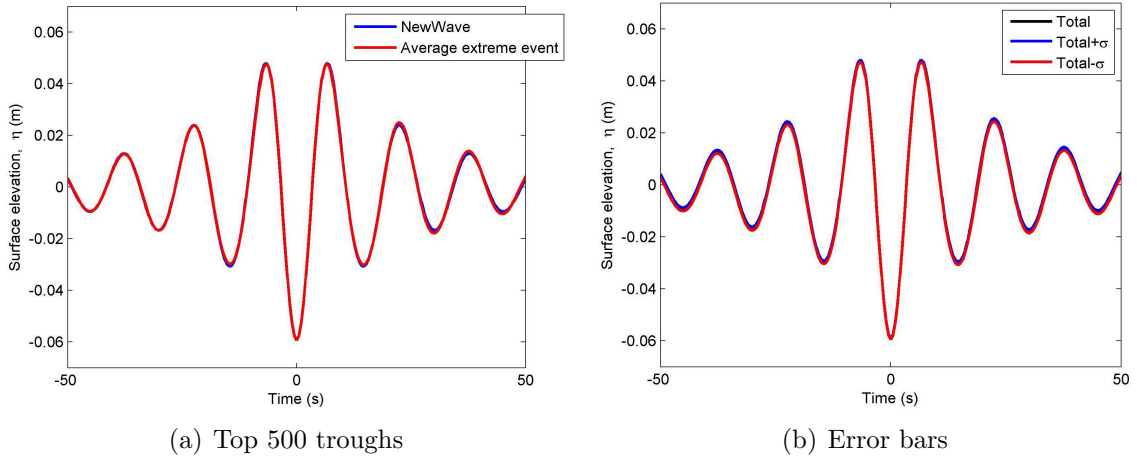 NewWave
Average extreme event
Surface elevation, η (m)
0.06
0.04
0.02
0
-0.02
-0.04
-0.06
-50
0
50
Time (s)
(a) Top 500 troughs
Total
Total+σ
Total-σ
Surface elevation, η (m)
0.06
0.04
0.02
0
-0.02
-0.04
-0.06
-50
0
50
Time (s)
(b) Error bars